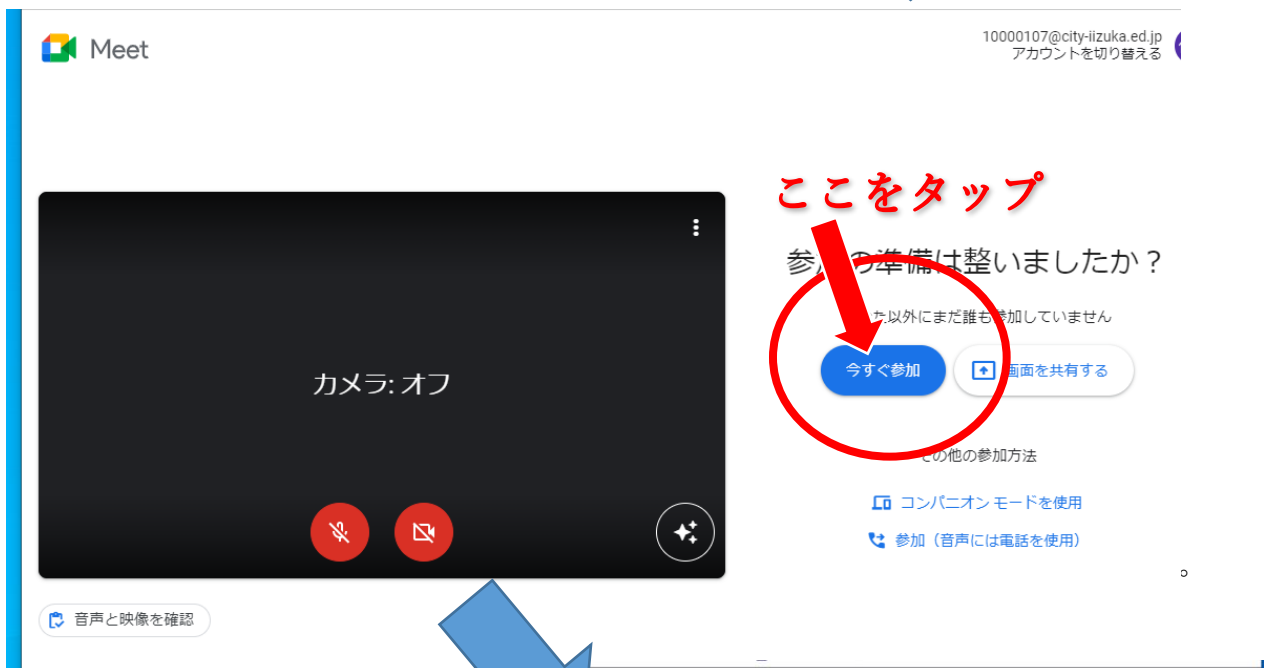 Meet
10000107@city-iizuka.ed.jp
アカウントを切り替える
ここをタップ
参加の準備は整いましたか？
た以外にまだ誰も参加していません
カメラ: オフ
今すぐ参加
画面を共有する
その他の参加方法
コンパニオン モードを使用
参加（音声には電話を使用）
。
音声と映像を確認